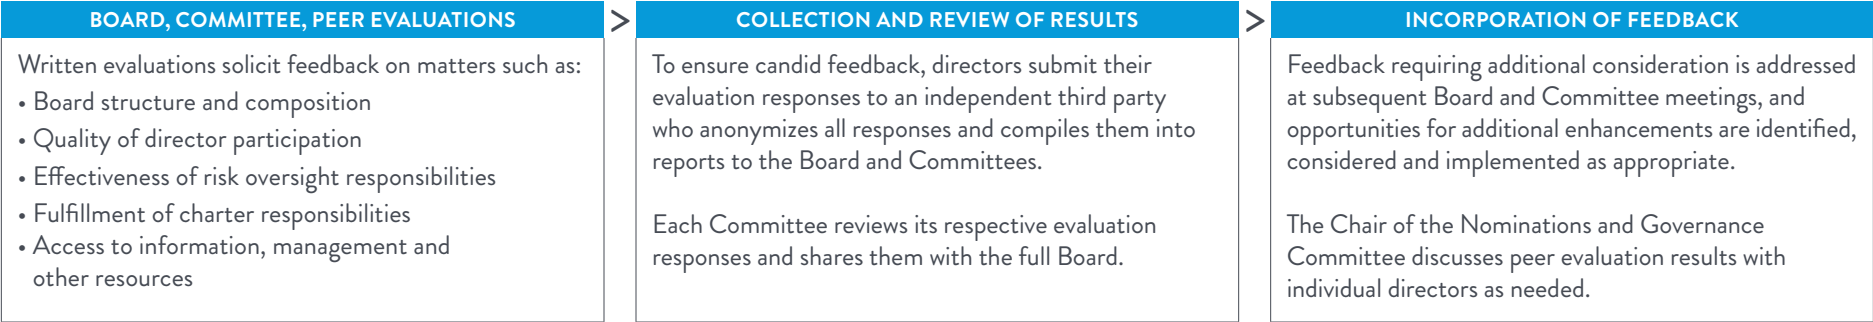 BOARD, COMMITTEE, PEER EVALUATIONS
Written evaluations solicit feedback on matters such as:
• Board structure and composition
• Quality of director participation
• Effectiveness of risk oversight responsibilities
• Fulfillment of charter responsibilities
• Access to information, management and
other resources
>
COLLECTION AND REVIEW OF RESULTS
To ensure candid feedback, directors submit their
evaluation responses to an independent third party
who anonymizes all responses and compiles them into
reports to the Board and Committees.
Each Committee reviews its respective evaluation
responses and shares them with the full Board.
>
INCORPORATION OF FEEDBACK
Feedback requiring additional consideration is addressed
at subsequent Board and Committee meetings, and
opportunities for additional enhancements are identified,
considered and implemented as appropriate.
The Chair of the Nominations and Governance
Committee discusses peer evaluation results with
individual directors as needed.